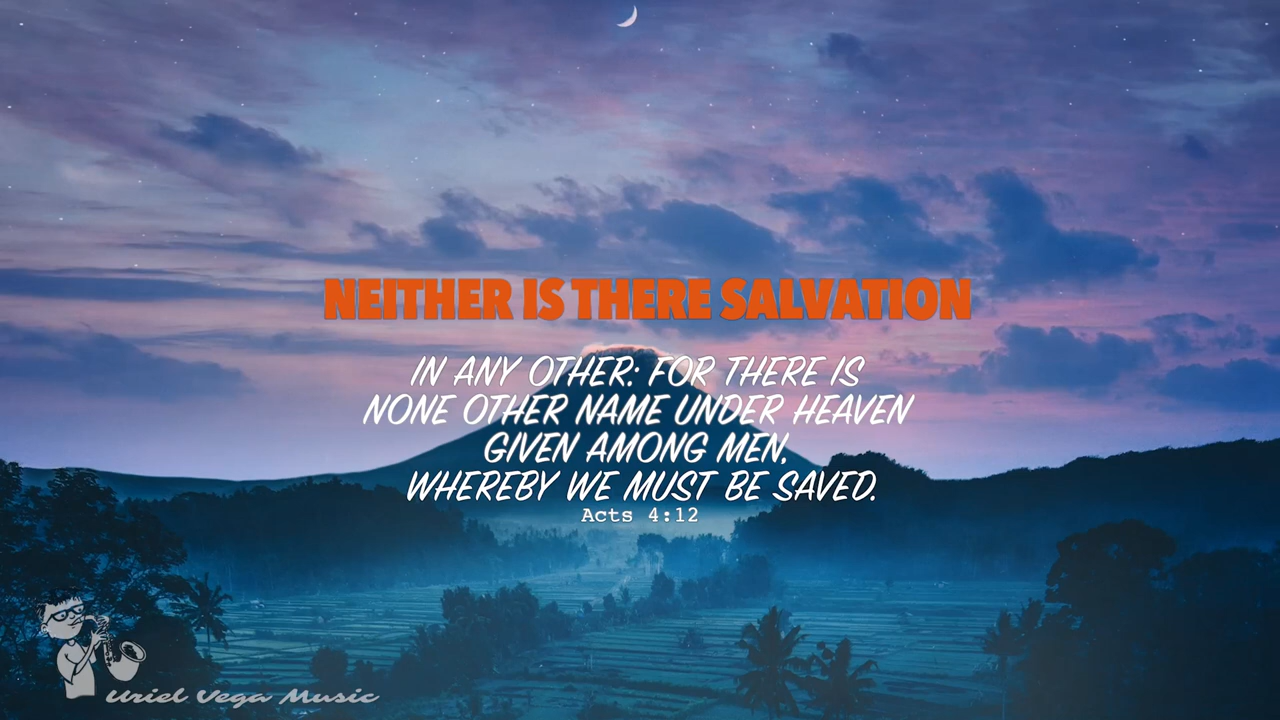 NEITHER IS THERE SALVATION
IN ANY OTHER: FOR THERE IS
NONE OTHER NAME UNDER HEAVEN
GIVEN AMONG MEN,
WHEREBY WE MUST BE SAVED.
Acts 4:12
Uriel Vega Music